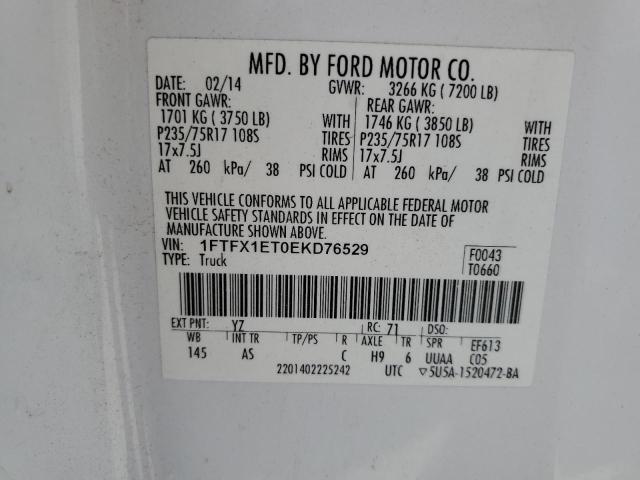 MFD. BY FORD MOTOR CO.
DATE: 02/14 GVWR: 3266 KG ( 7200 LB)
FRONT GAWR: REAR GAWR:
1701 KG ( 3750 LB) WITH 1746 KG ( 3850 LB) WITH
P235/75R17 108S TIRES P235/75R17 108S TIRES
17x7.5J RIMS 17x7.5J RIMS
AT 260 kPa/ 38 PSI COLD AT 260 kPa/ 38 PSI COLD
THIS VEHICLE CONFORMS TO ALL APPLICABLE FEDERAL MOTOR
VEHICLE SAFETY STANDARDS IN EFFECT ON THE DATE OF
MANUFACTURE SHOWN ABOVE.
VIN: 1FTFX1ET0EKD76529 F0043
TYPE: Truck T0660
EXT PNT: YZ RC: 71 DSO:
WB INT TR TP/PS R AXLE TR SPR EF613
145 AS C H9 6 UUAA C05
2201402225242 UTC ▽5U5A-1520472-BA